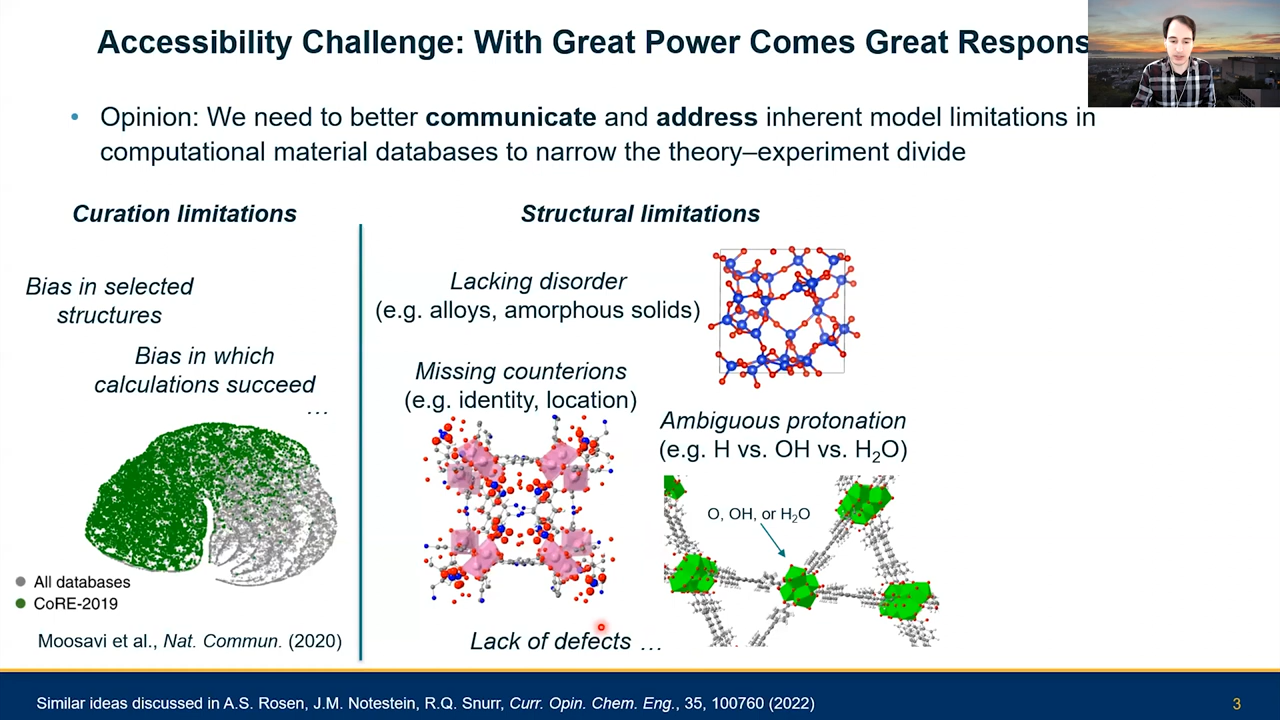 Accessibility Challenge: With Great Power Comes Great Respons
• Opinion: We need to better communicate and address inherent model limitations in
computational material databases to narrow the theory–experiment divide
Curation limitations
Bias in selected
structures
Bias in which
calculations succeed
…
All databases
CoRE-2019
Moosavi et al., Nat. Commun. (2020)
Structural limitations
Lacking disorder
(e.g. alloys, amorphous solids)
Missing counterions
(e.g. identity, location)
Ambiguous protonation
(e.g. H vs. OH vs. H₂O)
O, OH, or H₂O
Lack of defects …
Similar ideas discussed in A.S. Rosen, J.M. Notestein, R.Q. Snurr, Curr. Opin. Chem. Eng., 35, 100760 (2022)
3